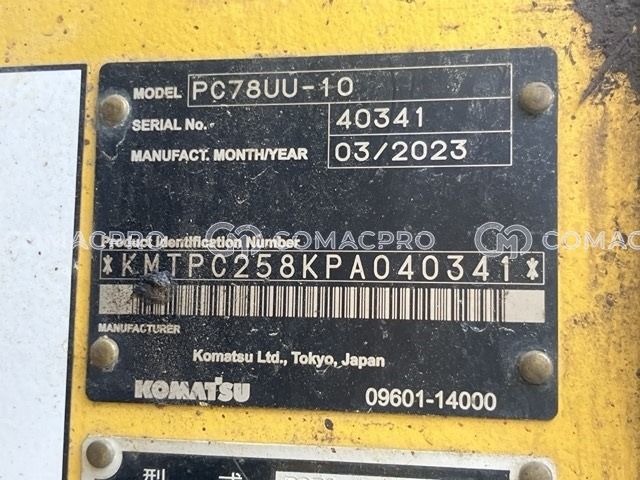 MODEL PC78UU-10
SERIAL No. 40341
MANUFACT. MONTH/YEAR 03/2023
COMACPRO COMACPRO COMACPRO
Product Identification Number
*KMTPC258KPA040341*
MANUFACTURER
Komatsu Ltd., Tokyo, Japan
KOMATSU 09601-14000
型 式